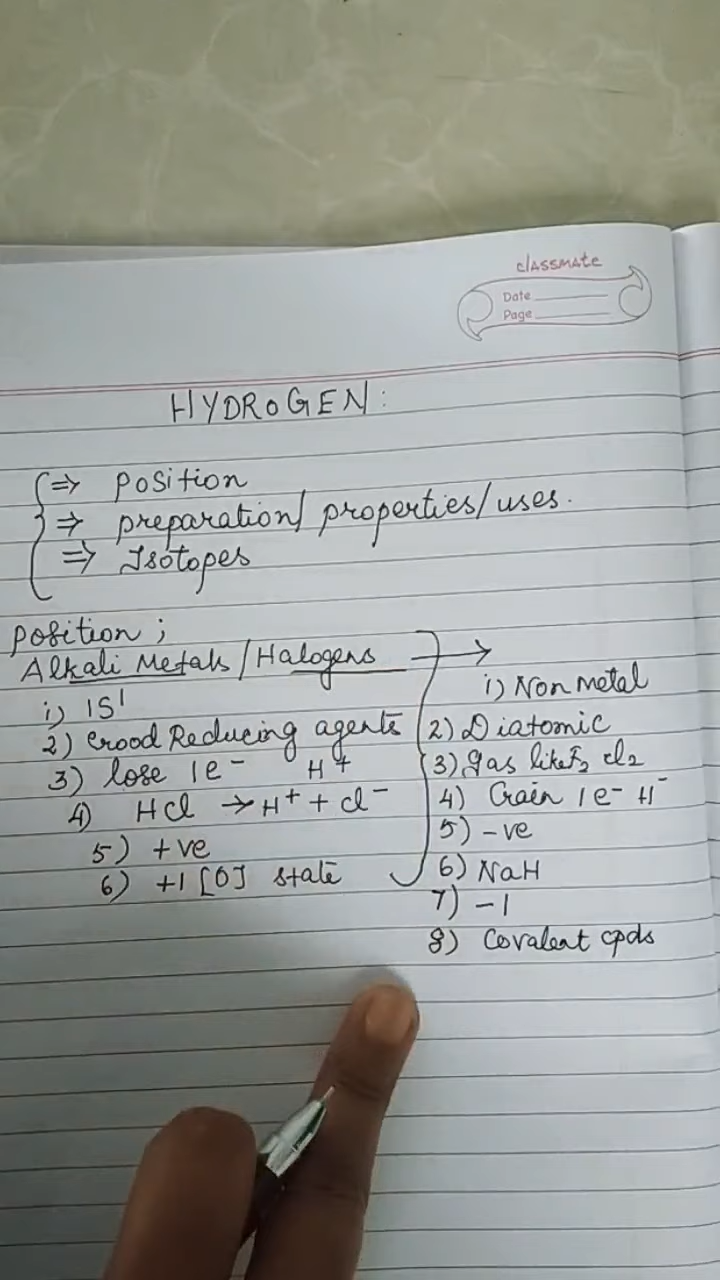 classmate
Date
Page
HYDROGEN:
⇒ Position
⇒ preparation/ properties/uses.
⇒ Isotopes
Position ;
Alkali Metals /Halogens →
i) 1S¹
2) Good Reducing agents
3) lose 1e⁻ H⁺
4) HCl → H⁺ + Cl⁻
5) +ve
6) +1 [O] state
i) Non metal
2) Diatomic
3) gas like F₂ Cl₂
4) Gain 1e⁻ H⁻
5) -ve
6) NaH
7) -1
8) Covalent cpds